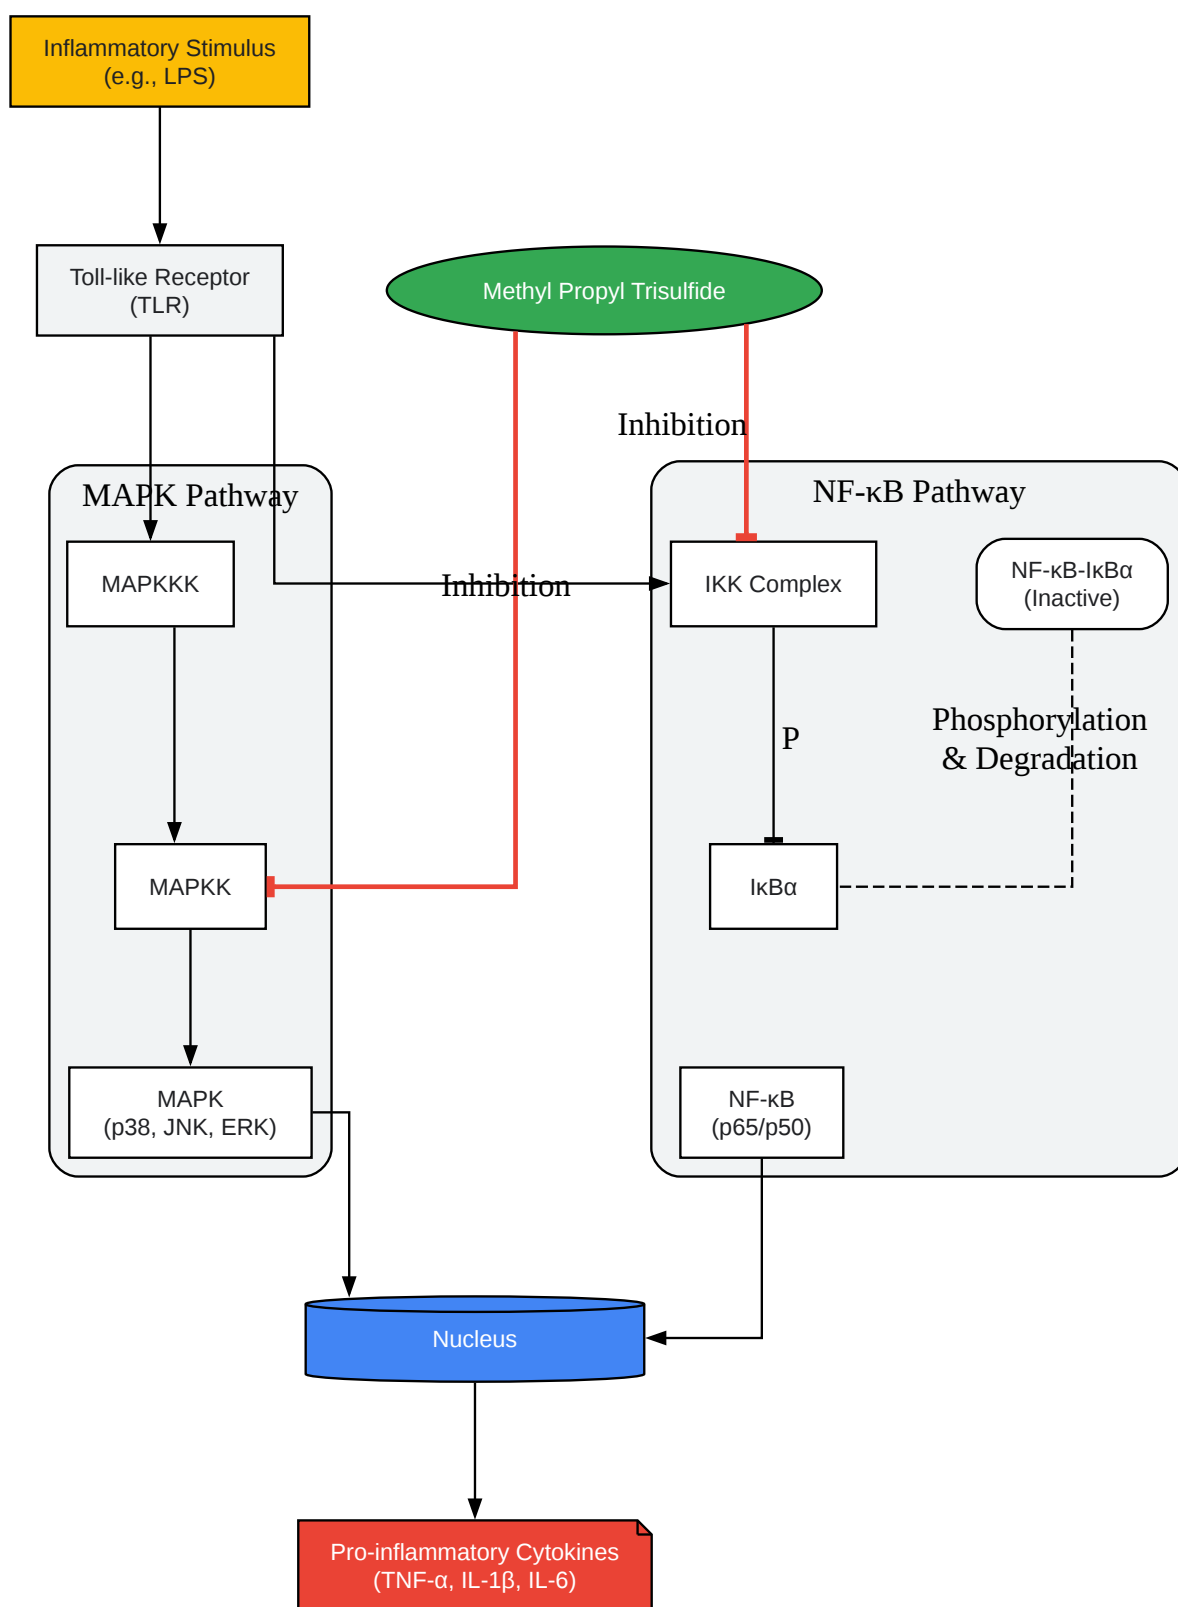 Inflammatory Stimulus
(e.g., LPS)
Toll-like Receptor
(TLR)
Methyl Propyl Trisulfide
Inhibition
MAPK Pathway
NF-κB Pathway
MAPKKK
Inhibition
IKK Complex
NF-κB-IκBα
(Inactive)
P
Phosphorylation
& Degradation
MAPKK
IκBα
MAPK
(p38, JNK, ERK)
NF-κB
(p65/p50)
Nucleus
Pro-inflammatory Cytokines
(TNF-α, IL-1β, IL-6)